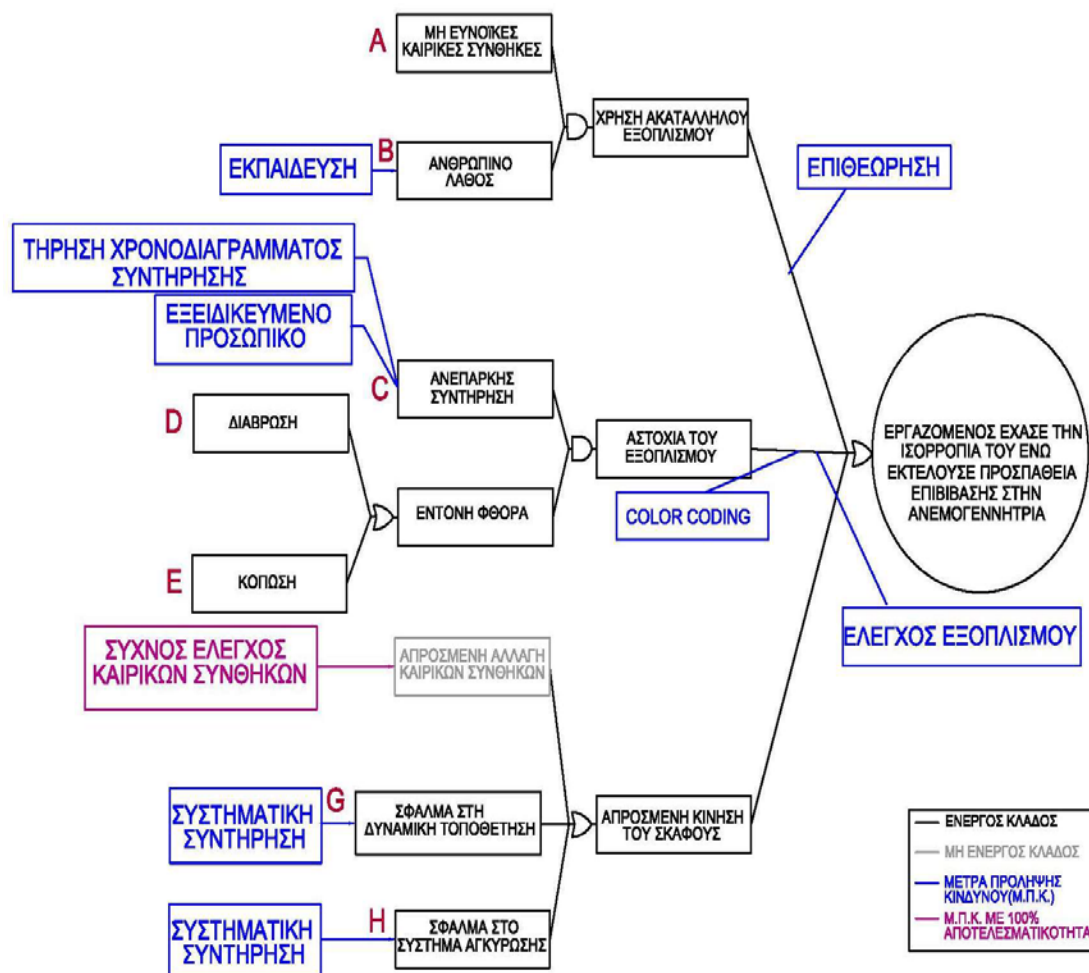 A
ΜΗ ΕΥΝΟΪΚΕΣ
ΚΑΙΡΙΚΕΣ ΣΥΝΘΗΚΕΣ
ΧΡΗΣΗ ΑΚΑΤΑΛΛΗΛΟΥ
ΕΞΟΠΛΙΣΜΟΥ
B
ΕΚΠΑΙΔΕΥΣΗ
ΑΝΘΡΩΠΙΝΟ
ΛΑΘΟΣ
ΕΠΙΘΕΩΡΗΣΗ
ΤΗΡΗΣΗ ΧΡΟΝΟΔΙΑΓΡΑΜΜΑΤΟΣ
ΣΥΝΤΗΡΗΣΗΣ
ΕΞΕΙΔΙΚΕΥΜΕΝΟ
ΠΡΟΣΩΠΙΚΟ
C
ΑΝΕΠΑΡΚΗΣ
ΣΥΝΤΗΡΗΣΗ
D
ΔΙΑΒΡΩΣΗ
ΑΣΤΟΧΙΑ ΤΟΥ
ΕΞΟΠΛΙΣΜΟΥ
ΕΡΓΑΖΟΜΕΝΟΣ ΕΧΑΣΕ ΤΗΝ
ΙΣΟΡΡΟΠΙΑ ΤΟΥ ΕΝΩ
ΕΚΤΕΛΟΥΣΕ ΠΡΟΣΠΑΘΕΙΑ
ΕΠΙΒΙΒΑΣΗΣ ΣΤΗΝ
ΑΝΕΜΟΓΕΝΝΗΤΡΙΑ
ΕΝΤΟΝΗ ΦΘΟΡΑ
COLOR CODING
E
ΚΟΠΩΣΗ
ΕΛΕΓΧΟΣ ΕΞΟΠΛΙΣΜΟΥ
ΣΥΧΝΟΣ ΕΛΕΓΧΟΣ
ΚΑΙΡΙΚΩΝ ΣΥΝΘΗΚΩΝ
ΑΠΡΟΣΜΕΝΗ ΑΛΛΑΓΗ
ΚΑΙΡΙΚΩΝ ΣΥΝΘΗΚΩΝ
G
ΣΥΣΤΗΜΑΤΙΚΗ
ΣΥΝΤΗΡΗΣΗ
ΣΦΑΛΜΑ ΣΤΗ
ΔΥΝΑΜΙΚΗ ΤΟΠΟΘΕΤΗΣΗ
ΑΠΡΟΣΜΕΝΗ ΚΙΝΗΣΗ
ΤΟΥ ΣΚΑΦΟΥΣ
H
ΣΥΣΤΗΜΑΤΙΚΗ
ΣΥΝΤΗΡΗΣΗ
ΣΦΑΛΜΑ ΣΤΟ
ΣΥΣΤΗΜΑ ΑΓΚΥΡΩΣΗΣ
ΕΝΕΡΓΟΣ ΚΛΑΔΟΣ
ΜΗ ΕΝΕΡΓΟΣ ΚΛΑΔΟΣ
ΜΕΤΡΑ ΠΡΟΛΗΨΗΣ
ΚΙΝΔΥΝΟΥ(Μ.Π.Κ.)
Μ.Π.Κ. ΜΕ 100%
ΑΠΟΤΕΛΕΣΜΑΤΙΚΟΤΗΤΑ